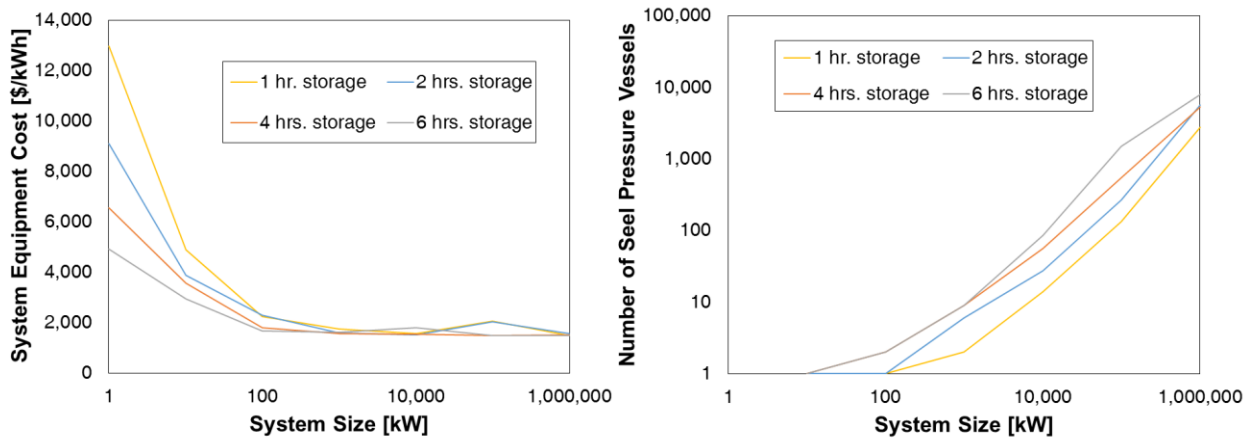 14,000
12,000
10,000
8,000
6,000
4,000
2,000
0
System Equipment Cost [$/kWh]
1 hr. storage
2 hrs. storage
4 hrs. storage
6 hrs. storage
1
100
10,000
1,000,000
System Size [kW]
100,000
10,000
1,000
100
10
1
Number of Seel Pressure Vessels
1 hr. storage
2 hrs. storage
4 hrs. storage
6 hrs. storage
1
100
10,000
1,000,000
System Size [kW]